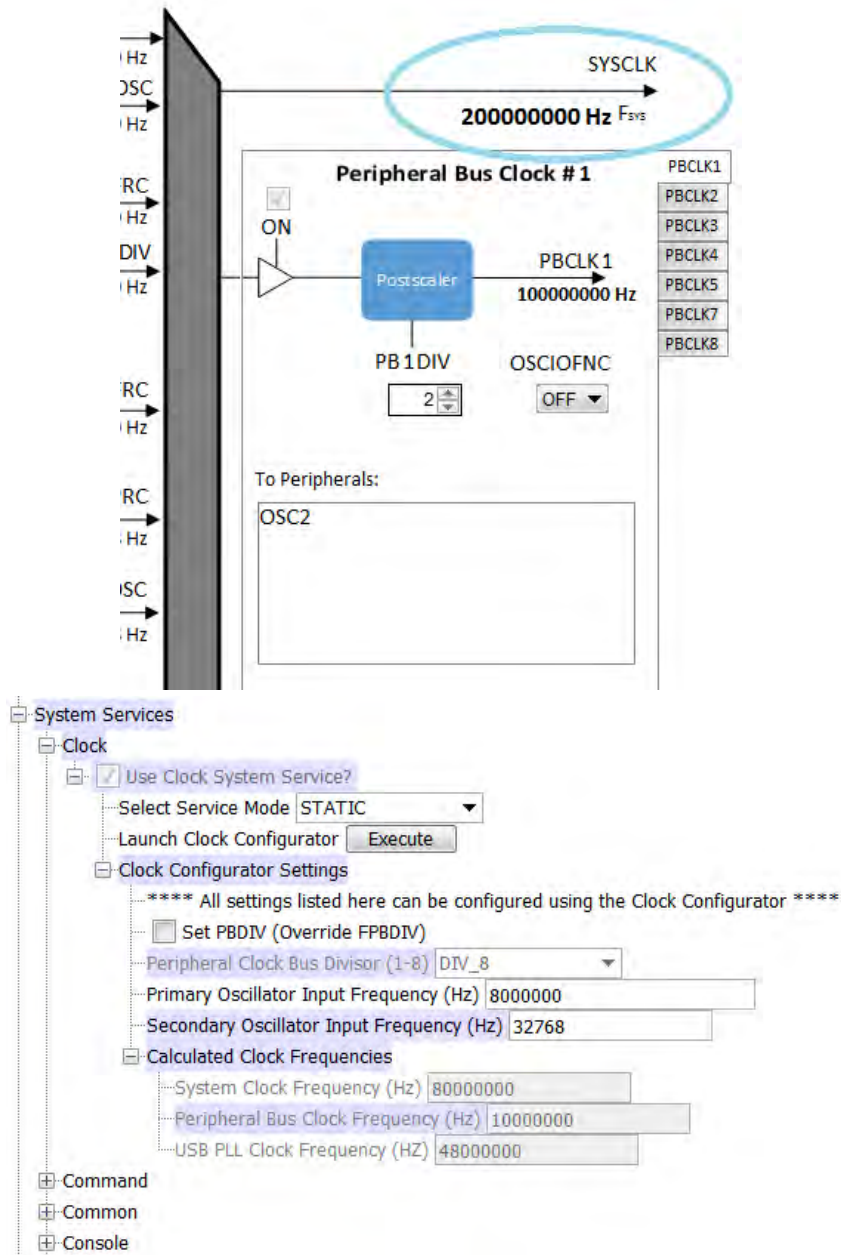 Hz
SYSCLK
OSC
200000000 Hz Fsys
Hz
Peripheral Bus Clock # 1
PBCLK1
FRC
PBCLK2
Hz
ON
PBCLK3
DIV
PBCLK4
PBCLK1
Hz
Postscaler
PBCLK5
100000000 Hz
PBCLK7
PBCLK8
PB1DIV
OSCIOFNC
FRC
2
OFF
Hz
To Peripherals:
PRC
OSC2
Hz
OSC
Hz
System Services
Clock
Use Clock System Service?
Select Service Mode STATIC
Launch Clock Configurator Execute
Clock Configurator Settings
**** All settings listed here can be configured using the Clock Configurator ****
Set PBDIV (Override FPBDIV)
Peripheral Clock Bus Divisor (1-8) DIV_8
Primary Oscillator Input Frequency (Hz) 8000000
Secondary Oscillator Input Frequency (Hz) 32768
Calculated Clock Frequencies
System Clock Frequency (Hz) 80000000
Peripheral Bus Clock Frequency (Hz) 10000000
USB PLL Clock Frequency (HZ) 48000000
Command
Common
Console